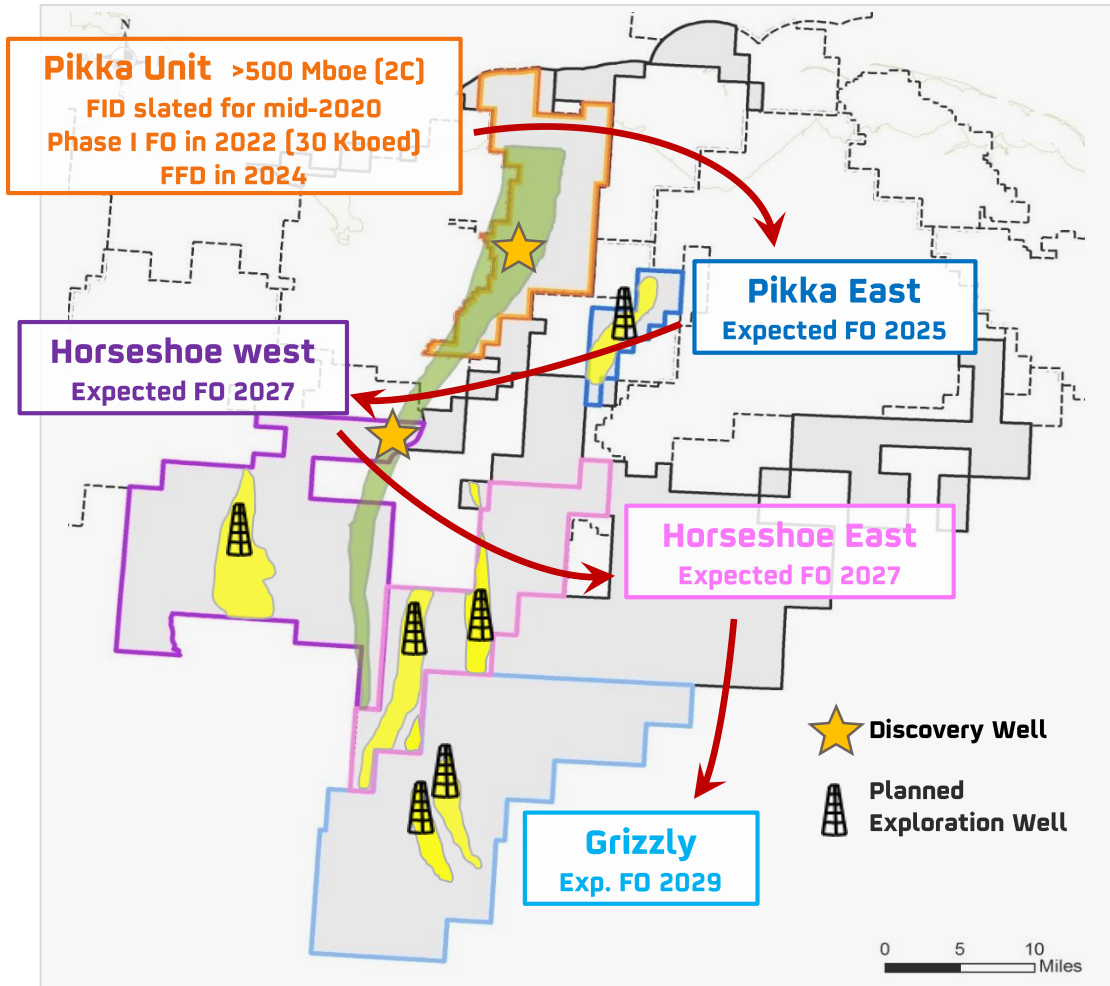 N
Pikka Unit >500 Mboe (2C)
FID slated for mid-2020
Phase I FO in 2022 (30 Kboed)
FFD in 2024
Pikka East
Expected FO 2025
Horseshoe west
Expected FO 2027
Horseshoe East
Expected FO 2027
Discovery Well
Planned
Exploration Well
Grizzly
Exp. FO 2029
0 5 10
Miles